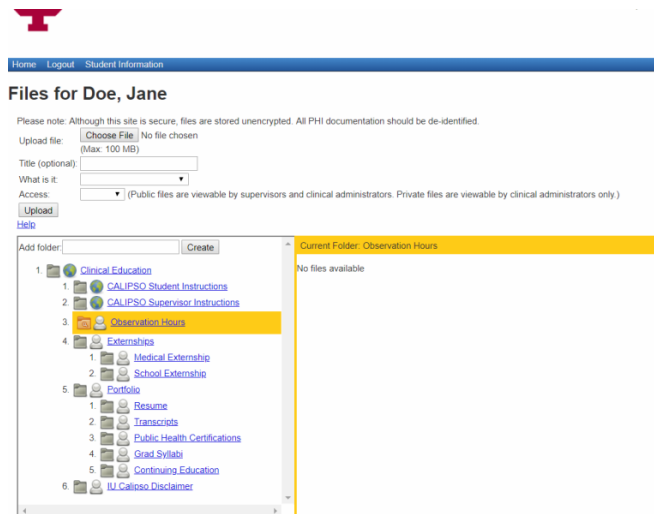 Home Logout Student Information
Files for Doe, Jane
Please note: Although this site is secure, files are stored unencrypted. All PHI documentation should be de-identified.
Upload file: Choose File No file chosen
(Max: 100 MB)
Title (optional):
What is it:
Access: (Public files are viewable by supervisors and clinical administrators. Private files are viewable by clinical administrators only.)
Upload
Help
Add folder: Create
1. Clinical Education
1. CALIPSO Student Instructions
2. CALIPSO Supervisor Instructions
3. Observation Hours
4. Externships
1. Medical Externship
2. School Externship
5. Portfolio
1. Resume
2. Transcripts
3. Public Health Certifications
4. Grad Syllabi
5. Continuing Education
6. IU Calipso Disclaimer
Current Folder: Observation Hours
No files available